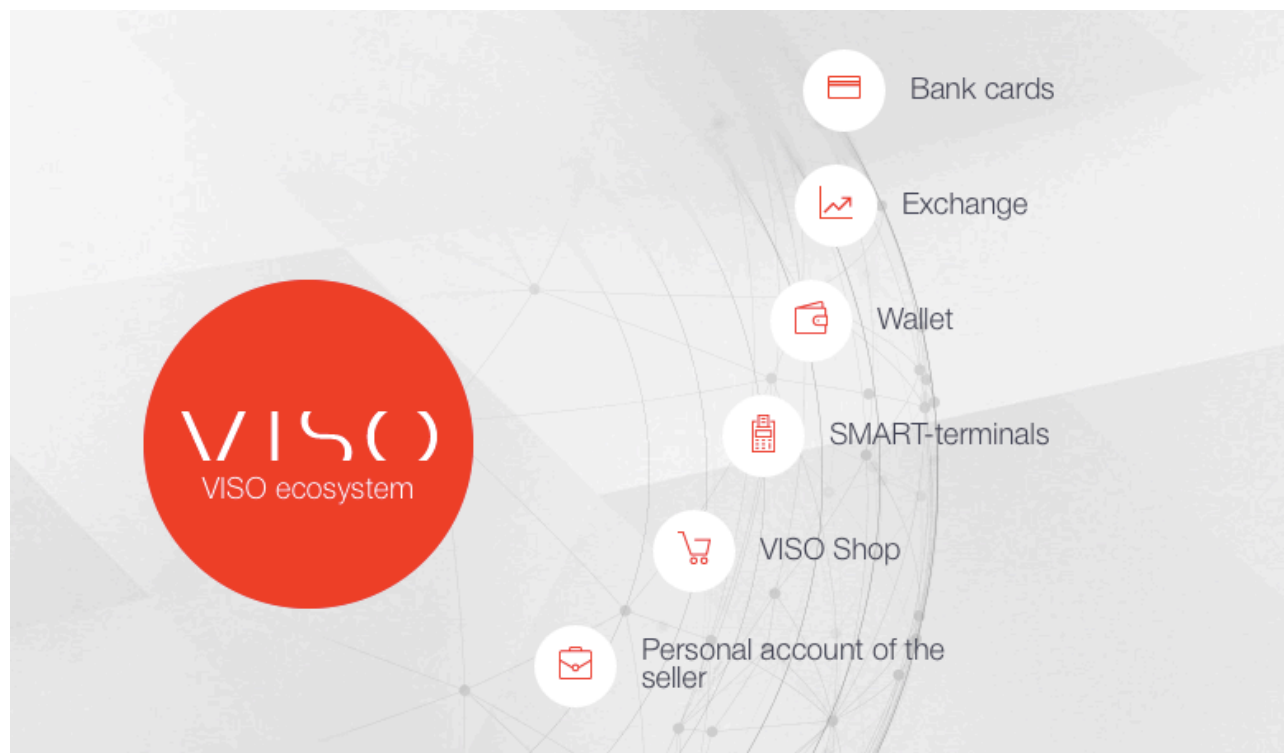 Bank cards
Exchange
Wallet
VISO
VISO ecosystem
SMART-terminals
VISO Shop
Personal account of the
seller